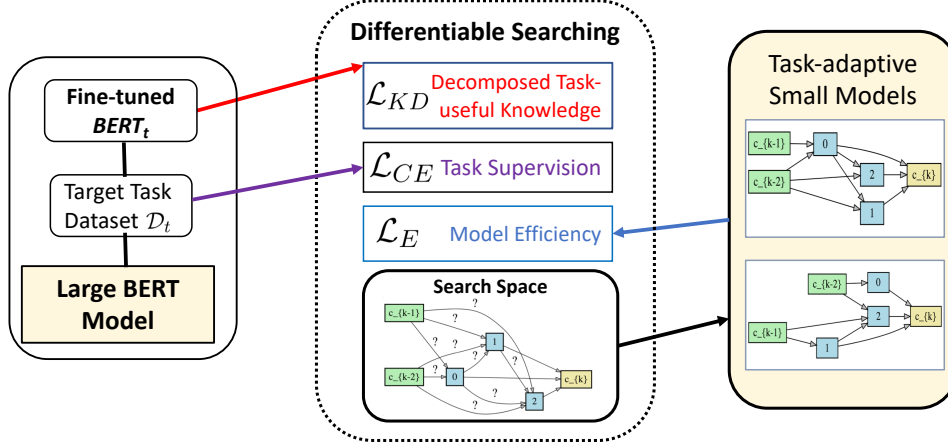 Fine-tuned
BERT_t
Target Task
Dataset 𝒟_t
Large BERT
Model
Differentiable Searching
ℒ_KD Decomposed Task-
useful Knowledge
ℒ_CE Task Supervision
ℒ_E Model Efficiency
Search Space
c_{k-1}
?
?
1
?
?
?
?
c_{k-2}
?
0
?
c_{k}
?
?
2
?
Task-adaptive
Small Models
c_{k-1}
0
c_{k-2}
2
c_{k}
1
c_{k-2}
0
2
c_{k}
c_{k-1}
1